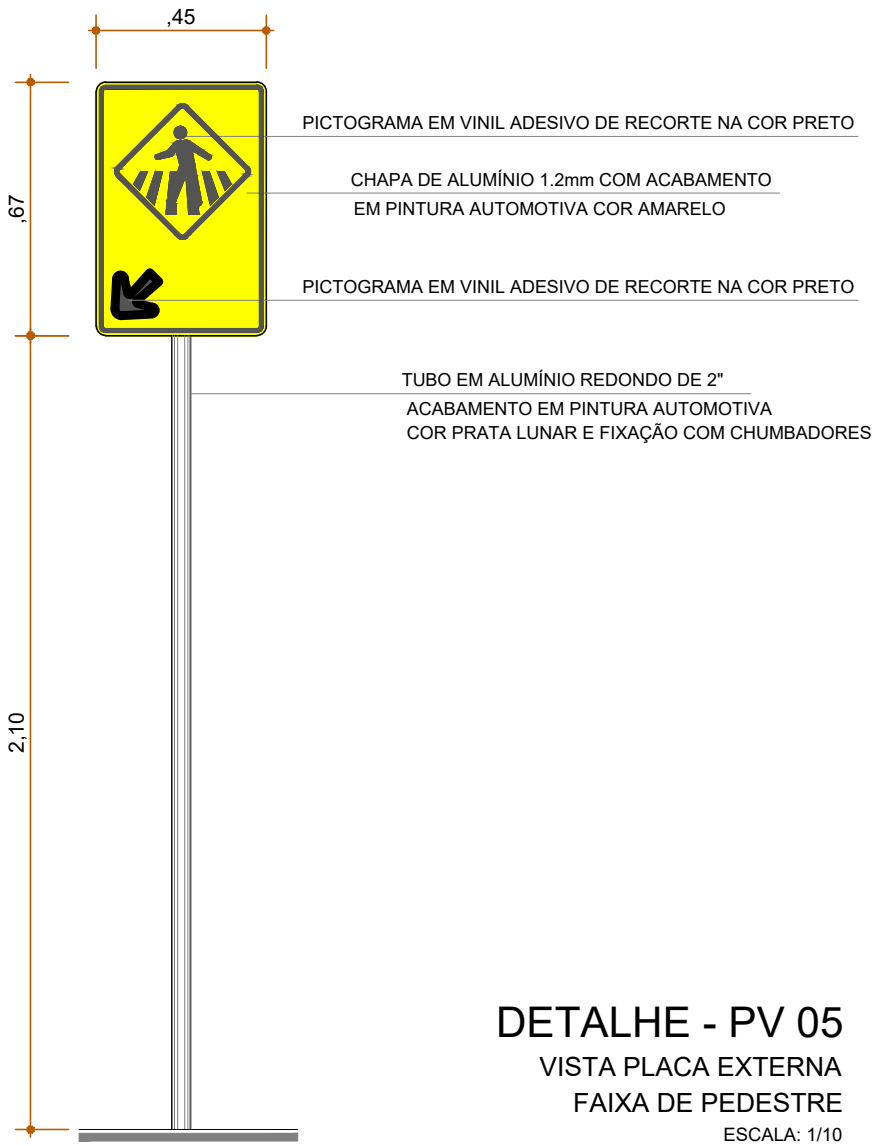 ,45
,67
PICTOGRAMA EM VINIL ADESIVO DE RECORTE NA COR PRETO
CHAPA DE ALUMÍNIO 1.2mm COM ACABAMENTO
EM PINTURA AUTOMOTIVA COR AMARELO
PICTOGRAMA EM VINIL ADESIVO DE RECORTE NA COR PRETO
TUBO EM ALUMÍNIO REDONDO DE 2"
ACABAMENTO EM PINTURA AUTOMOTIVA
COR PRATA LUNAR E FIXAÇÃO COM CHUMBADORES
2,10
DETALHE - PV 05
VISTA PLACA EXTERNA
FAIXA DE PEDESTRE
ESCALA: 1/10